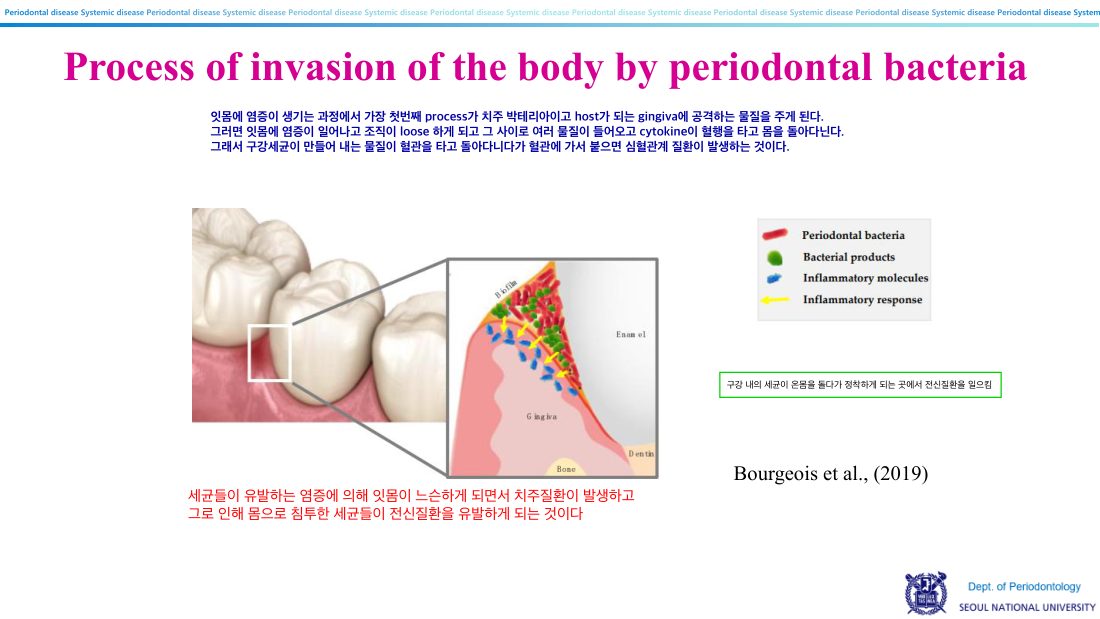 Periodontal disease Systemic disease Periodontal disease Systemic disease Periodontal disease Systemic disease Periodontal disease Systemic disease Periodontal disease Systemic disease Periodontal disease Systemic disease Periodontal disease System
Process of invasion of the body by periodontal bacteria
잇몸에 염증이 생기는 과정에서 가장 첫번째 process가 치주 박테리아이고 host가 되는 gingiva에 공격하는 물질을 주게 된다.
그러면 잇몸에 염증이 일어나고 조직이 loose 하게 되고 그 사이로 여러 물질이 들어오고 cytokine이 혈행을 타고 몸을 돌아다닌다.
그래서 구강세균이 만들어 내는 물질이 혈관을 타고 돌아다니다가 혈관에 가서 붙으면 심혈관계 질환이 발생하는 것이다.
Periodontal bacteria
Bacterial products
Inflammatory molecules
Inflammatory response
Biofilm
Enamel
Gingiva
Dentin
Bone
구강 내의 세균이 온몸을 돌다가 정착하게 되는 곳에서 전신질환을 일으킴
Bourgeois et al., (2019)
세균들이 유발하는 염증에 의해 잇몸이 느슨하게 되면서 치주질환이 발생하고
그로 인해 몸으로 침투한 세균들이 전신질환을 유발하게 되는 것이다
Dept. of Periodontology
SEOUL NATIONAL UNIVERSITY